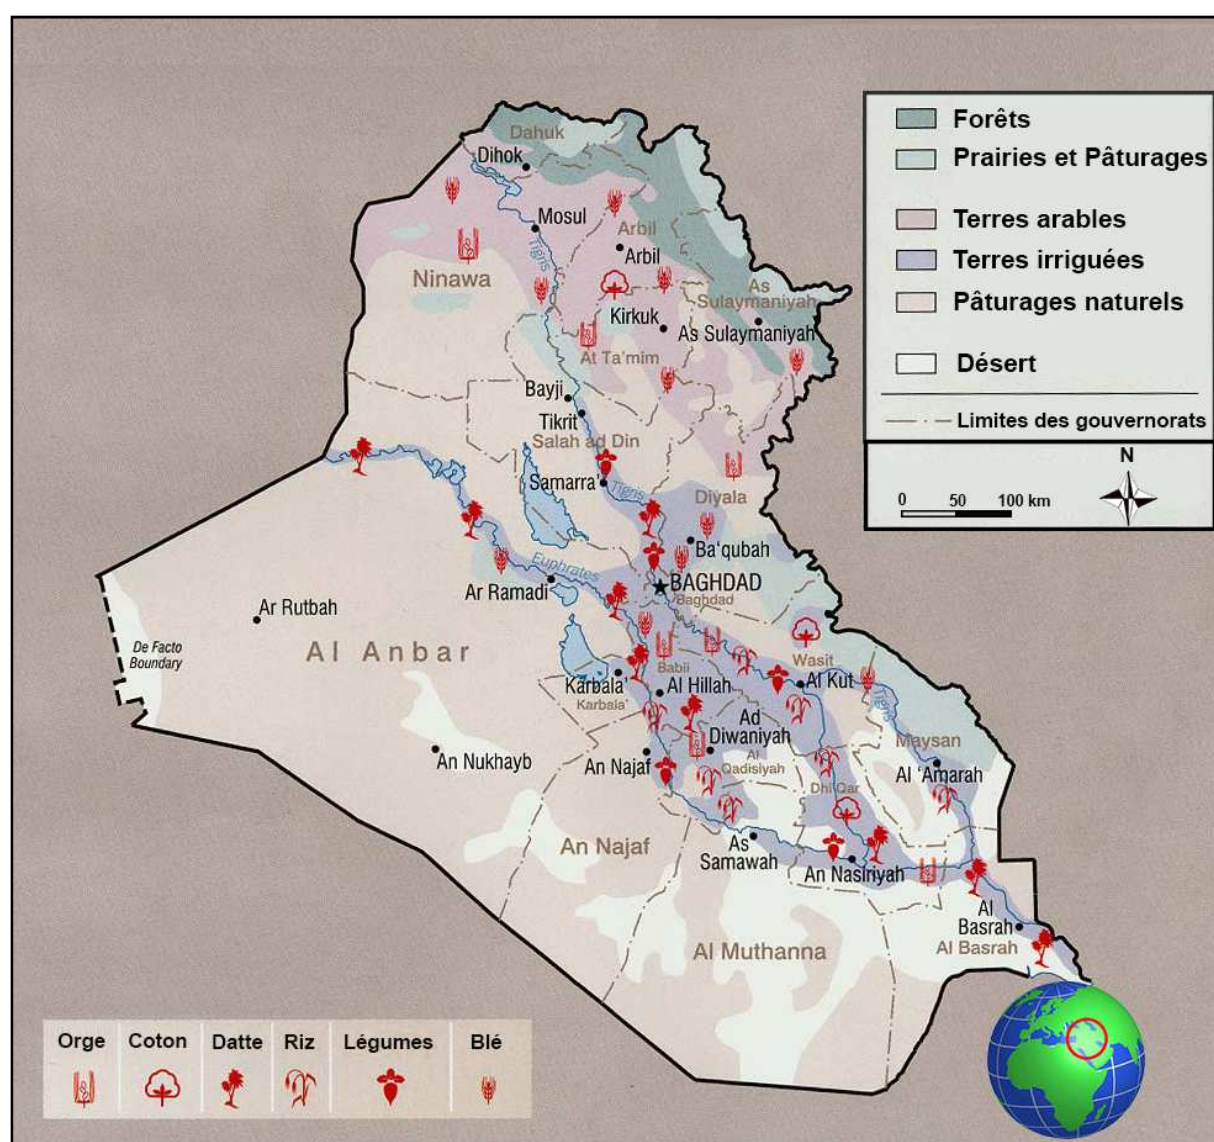 Forêts
Prairies et Pâturages
Terres arables
Terres irriguées
Pâturages naturels
Désert
Limites des gouvernorats
N
0 50 100 km
Dahuk
Dihok
Mosul
Tigris
Arbil
Arbil
Ninawa
As
Sulaymaniyah
Kirkuk
As Sulaymaniyah
At Ta'mim
Bayji
Tikrit
Salah ad Din
Samarra'
Tigris
Diyala
Ba'qubah
Euphrates
BAGHDAD
Baghdad
Ar Ramadi
Ar Rutbah
De Facto
Boundary
Al Anbar
Wasit
Babil
Karbala'
Al Hillah
Al Kut
Karbala'
Tigris
Ad
Diwaniyah
Maysan
An Nukhayb
An Najaf
Al
Qadisiyah
Al 'Amarah
Dhi Qar
An Najaf
As
Samawah
An Nasiriyah
Al
Basrah
Al Muthanna
Al Basrah
Orge Coton Datte Riz Légumes Blé